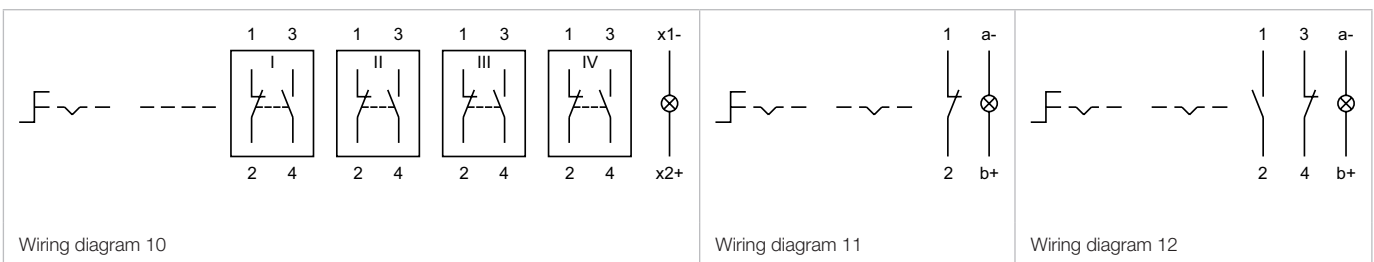 1 3 1 3 1 3 1 3 x1- 1 a- 1 3 a-
I II III IV
2 4 2 4 2 4 2 4 x2+ 2 b+ 2 4 b+
Wiring diagram 10 Wiring diagram 11 Wiring diagram 12